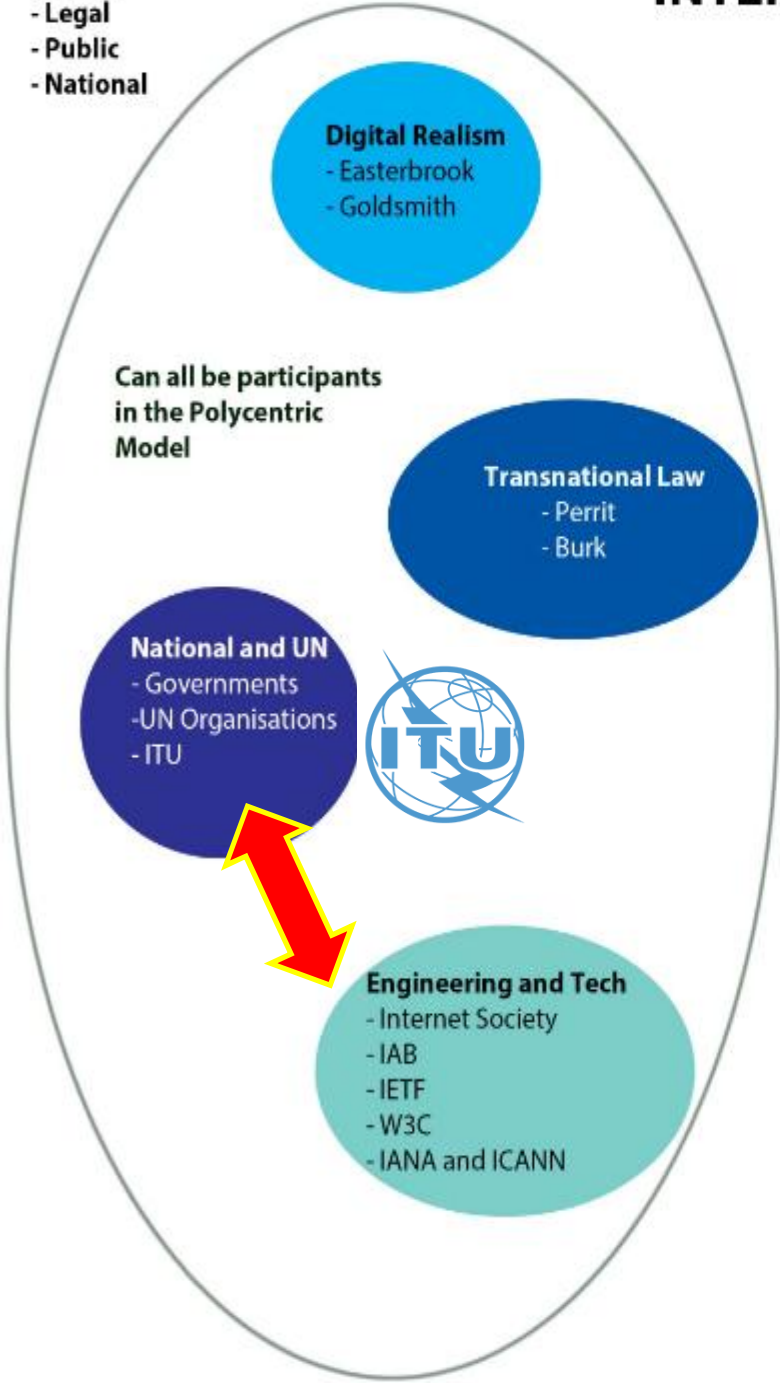 - Legal
- Public
- National
Digital Realism
- Easterbrook
- Goldsmith
Can all be participants
in the Polycentric
Model
Transnational Law
- Perrit
- Burk
National and UN
- Governments
-UN Organisations
- ITU
ITU
Engineering and Tech
- Internet Society
- IAB
- IETF
- W3C
- IANA and ICANN